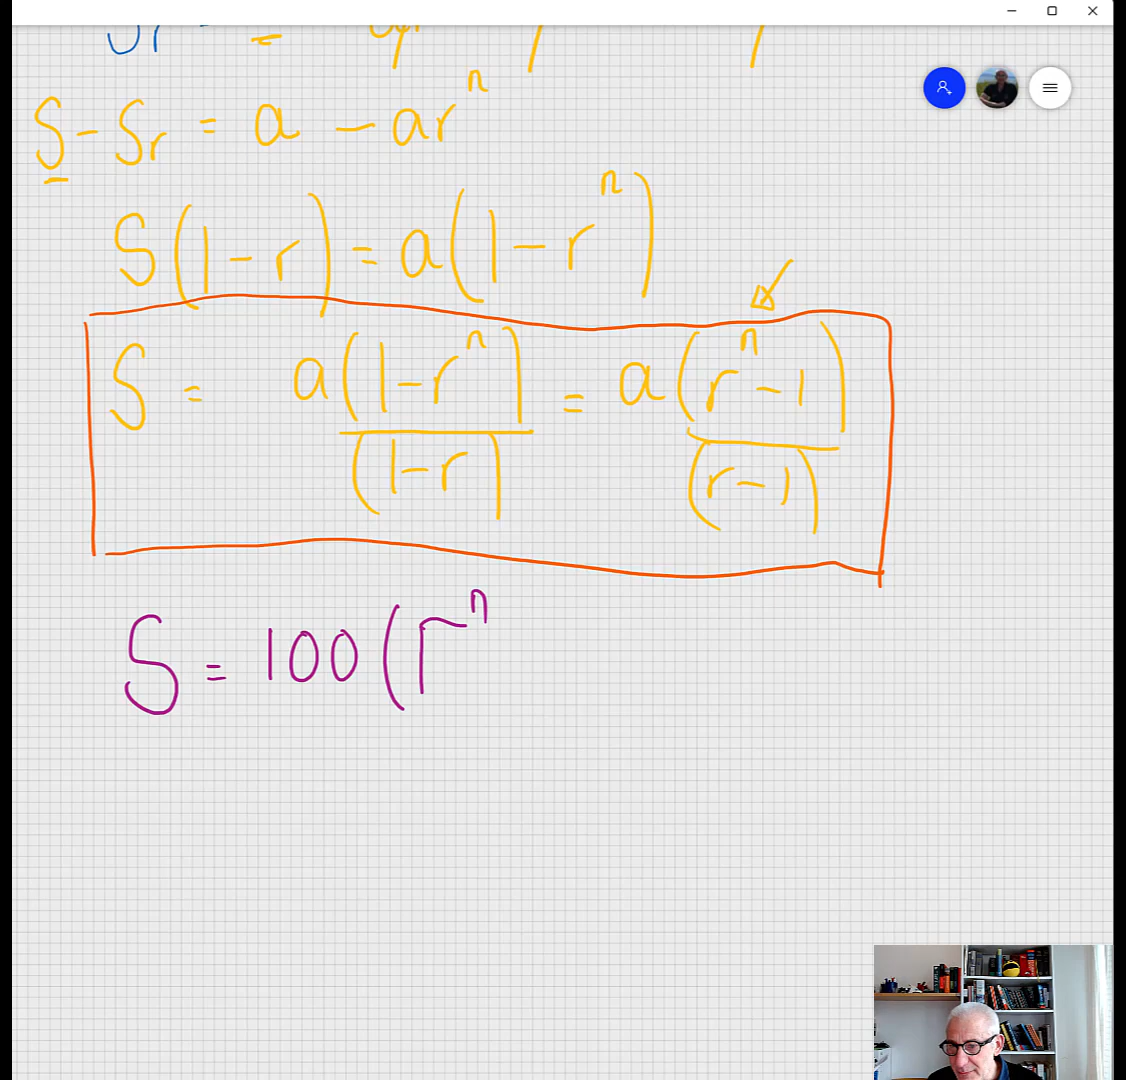 S - Sr = a - ar^n
S(1-r) = a(1-r^n)
S = a(1-r^n)/(1-r) = a(r^n-1)/(r-1)
S = 100(r^n